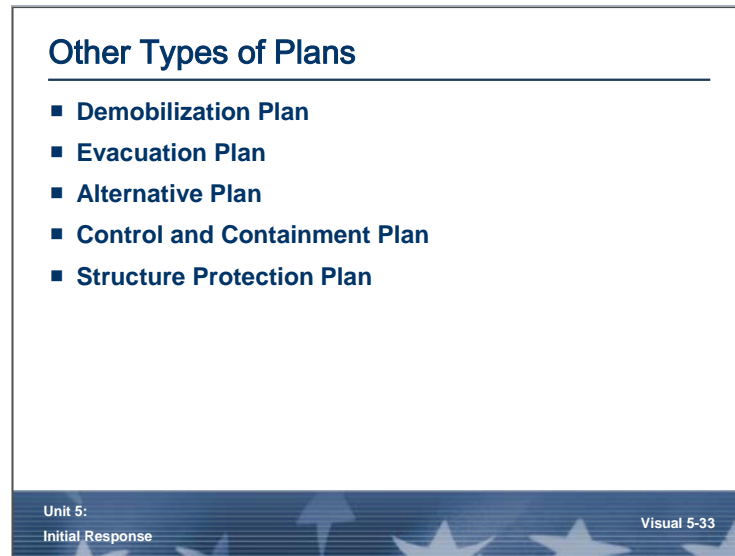 Other Types of Plans
■ Demobilization Plan
■ Evacuation Plan
■ Alternative Plan
■ Control and Containment Plan
■ Structure Protection Plan
Unit 5:
Initial Response
Visual 5-33